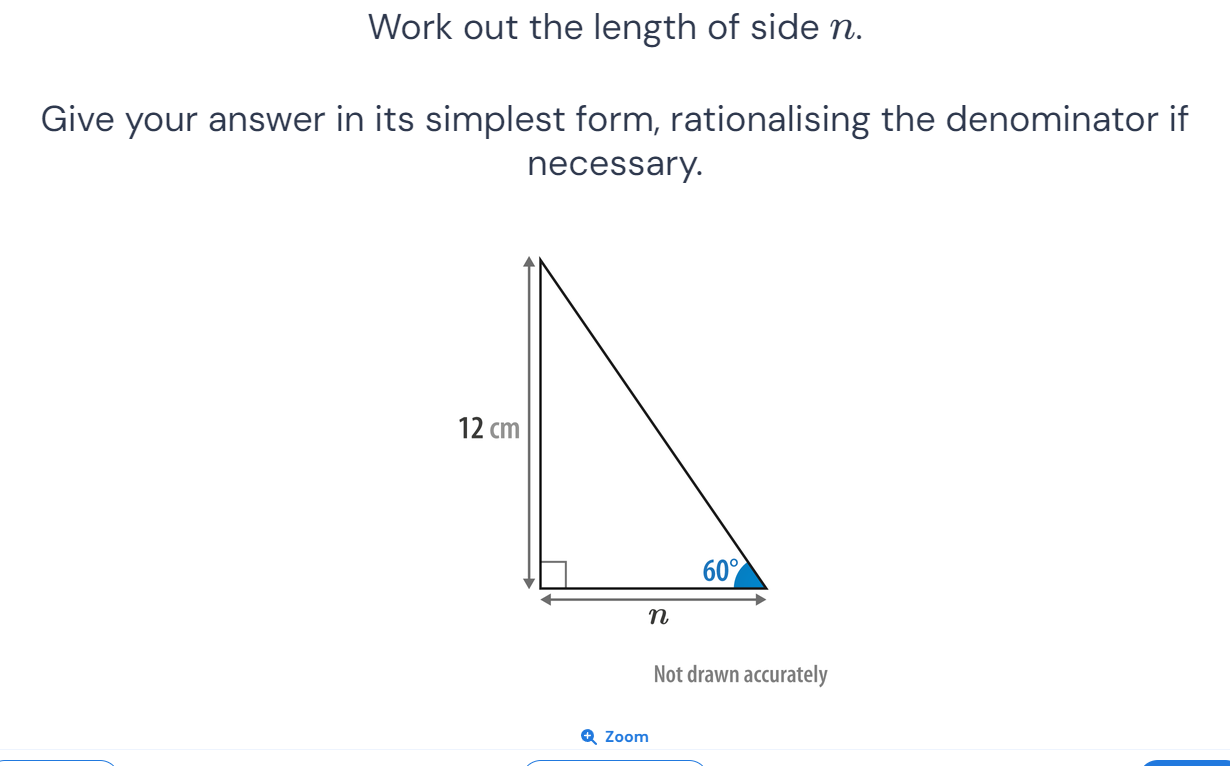 Work out the length of side n.
Give your answer in its simplest form, rationalising the denominator if
necessary.
12 cm
60°
n
Not drawn accurately
Zoom